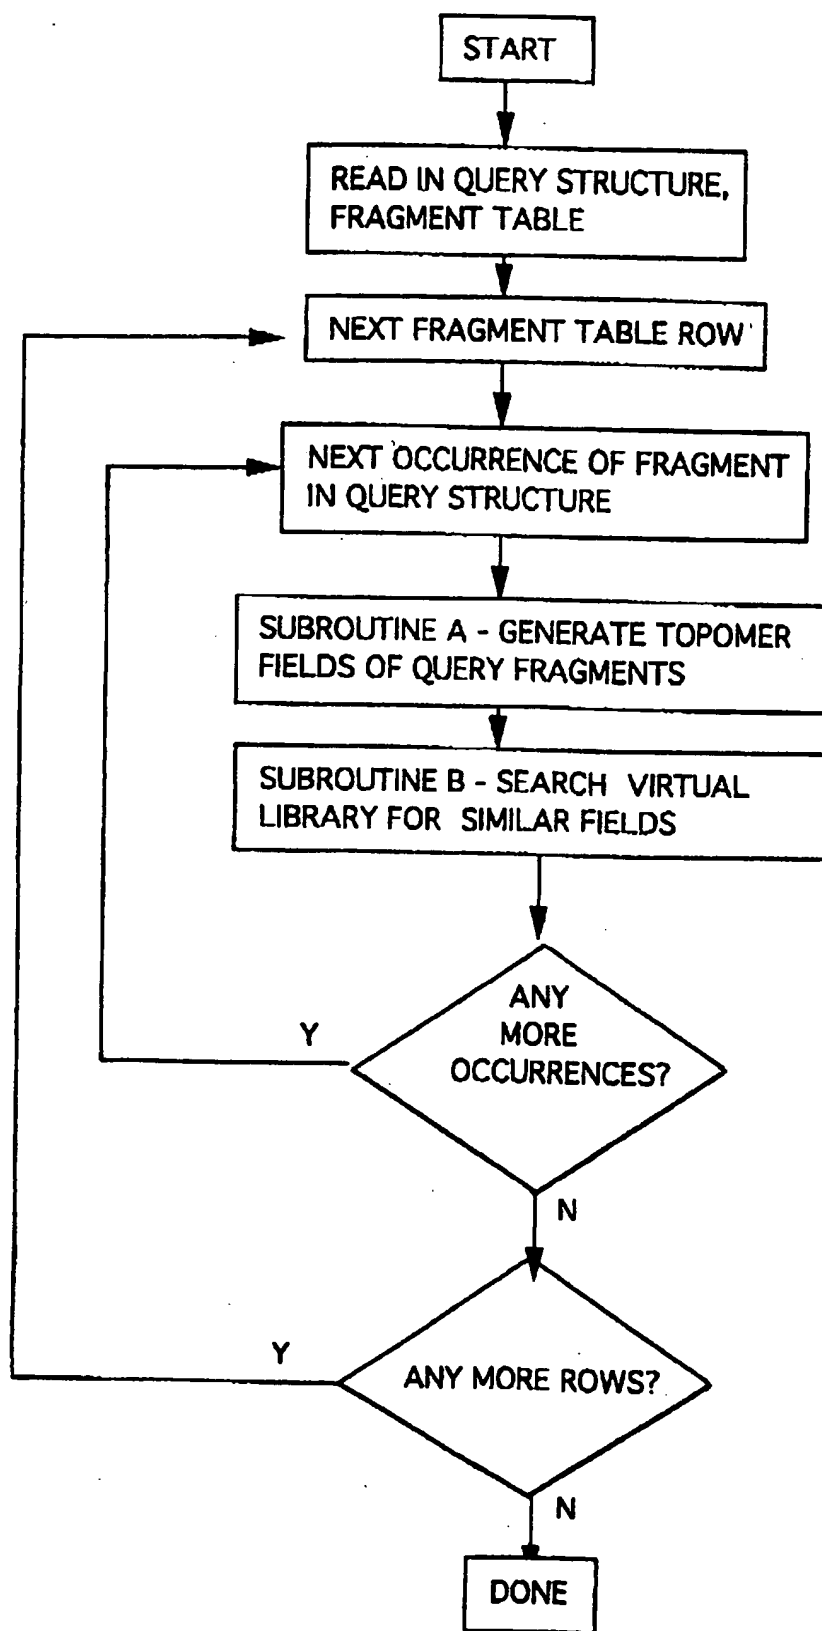 START
READ IN QUERY STRUCTURE,
FRAGMENT TABLE
NEXT FRAGMENT TABLE ROW
NEXT OCCURRENCE OF FRAGMENT
IN QUERY STRUCTURE
SUBROUTINE A - GENERATE TOPOMER
FIELDS OF QUERY FRAGMENTS
SUBROUTINE B - SEARCH VIRTUAL
LIBRARY FOR SIMILAR FIELDS
ANY
MORE
OCCURRENCES?
Y
N
ANY MORE ROWS?
Y
N
DONE